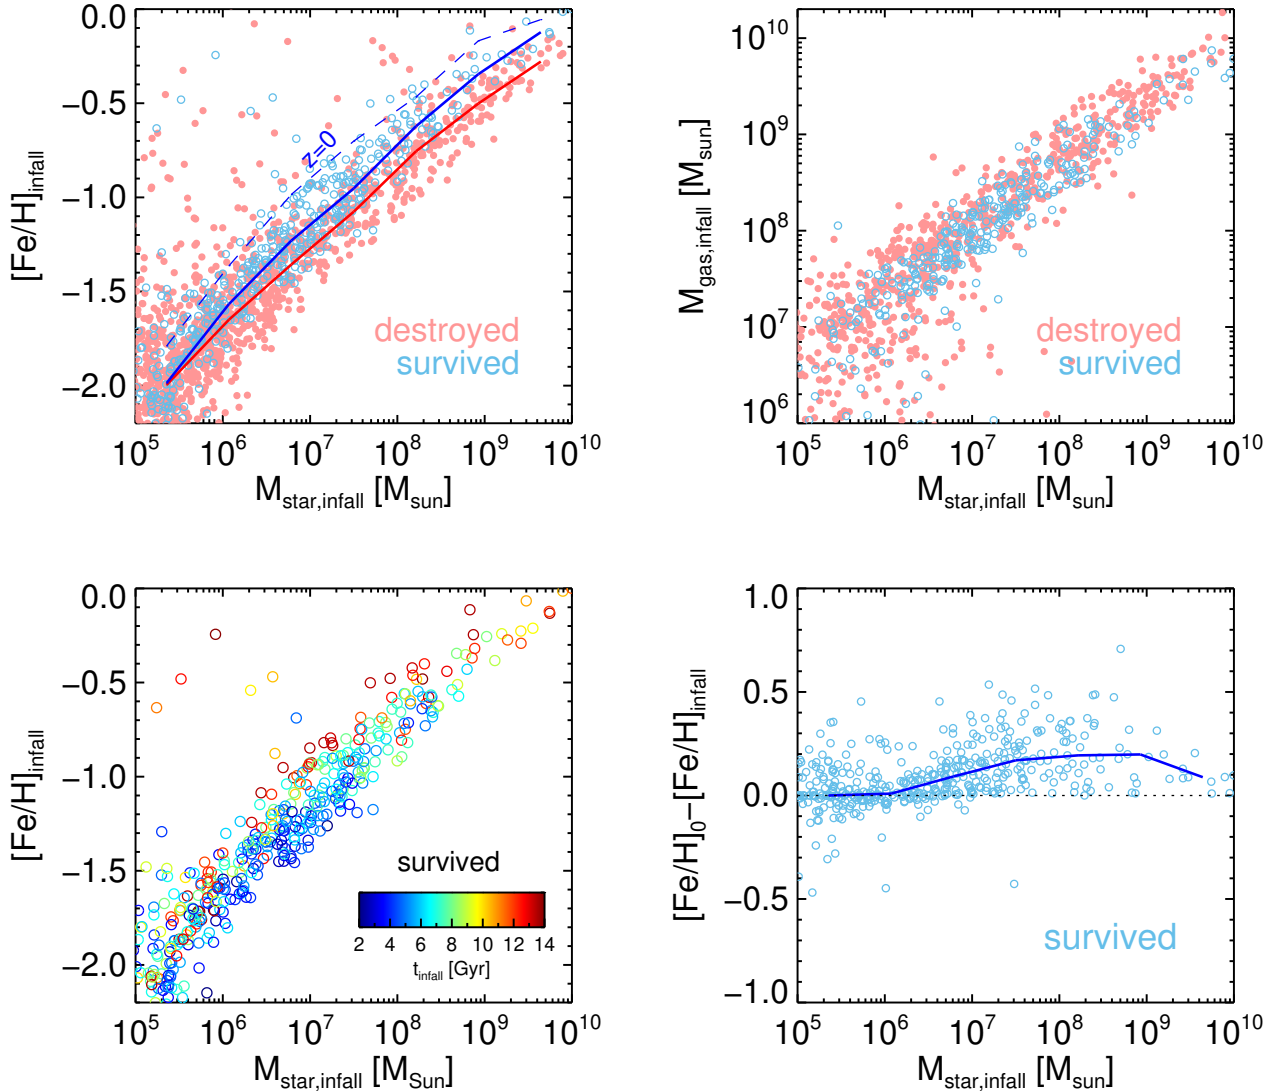 0.0
−0.5
−1.0
−1.5
−2.0
[Fe/H]infall
z=0
destroyed
survived
10^5 10^6 10^7 10^8 10^9 10^10
Mstar,infall [Msun]
10^10
10^9
10^8
10^7
10^6
Mgas,infall [Msun]
destroyed
survived
10^5 10^6 10^7 10^8 10^9 10^10
Mstar,infall [Msun]
0.0
−0.5
−1.0
−1.5
−2.0
[Fe/H]infall
survived
2 4 6 8 10 12 14
tinfall [Gyr]
10^5 10^6 10^7 10^8 10^9 10^10
Mstar,infall [MSun]
1.0
0.5
0.0
−0.5
−1.0
[Fe/H]0−[Fe/H]infall
survived
10^5 10^6 10^7 10^8 10^9 10^10
Mstar,infall [Msun]